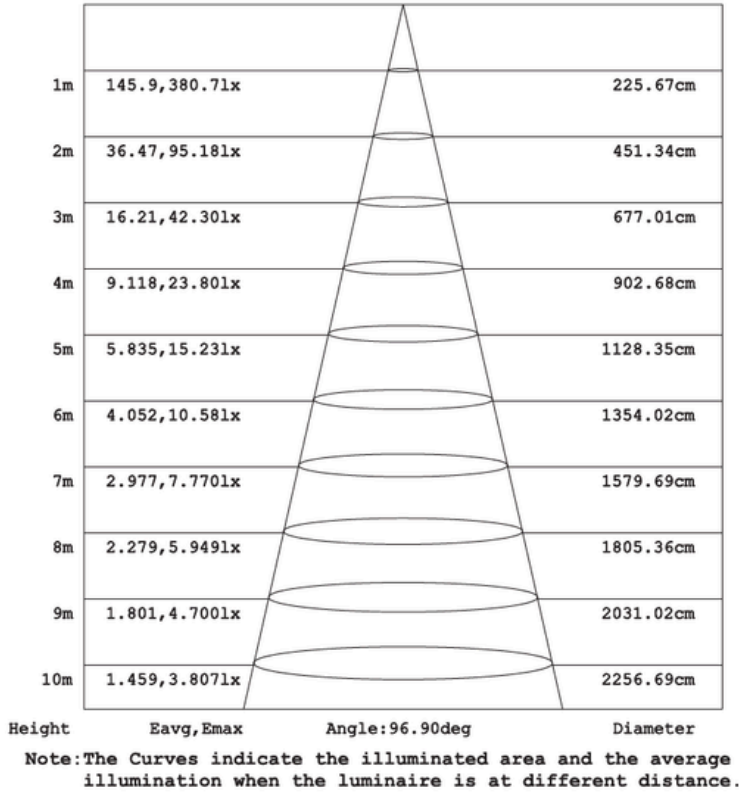 1m 145.9,380.7lx 225.67cm
2m 36.47,95.18lx 451.34cm
3m 16.21,42.30lx 677.01cm
4m 9.118,23.80lx 902.68cm
5m 5.835,15.23lx 1128.35cm
6m 4.052,10.58lx 1354.02cm
7m 2.977,7.770lx 1579.69cm
8m 2.279,5.949lx 1805.36cm
9m 1.801,4.700lx 2031.02cm
10m 1.459,3.807lx 2256.69cm
Height Eavg,Emax Angle:96.90deg Diameter
Note:The Curves indicate the illuminated area and the average
illumination when the luminaire is at different distance.